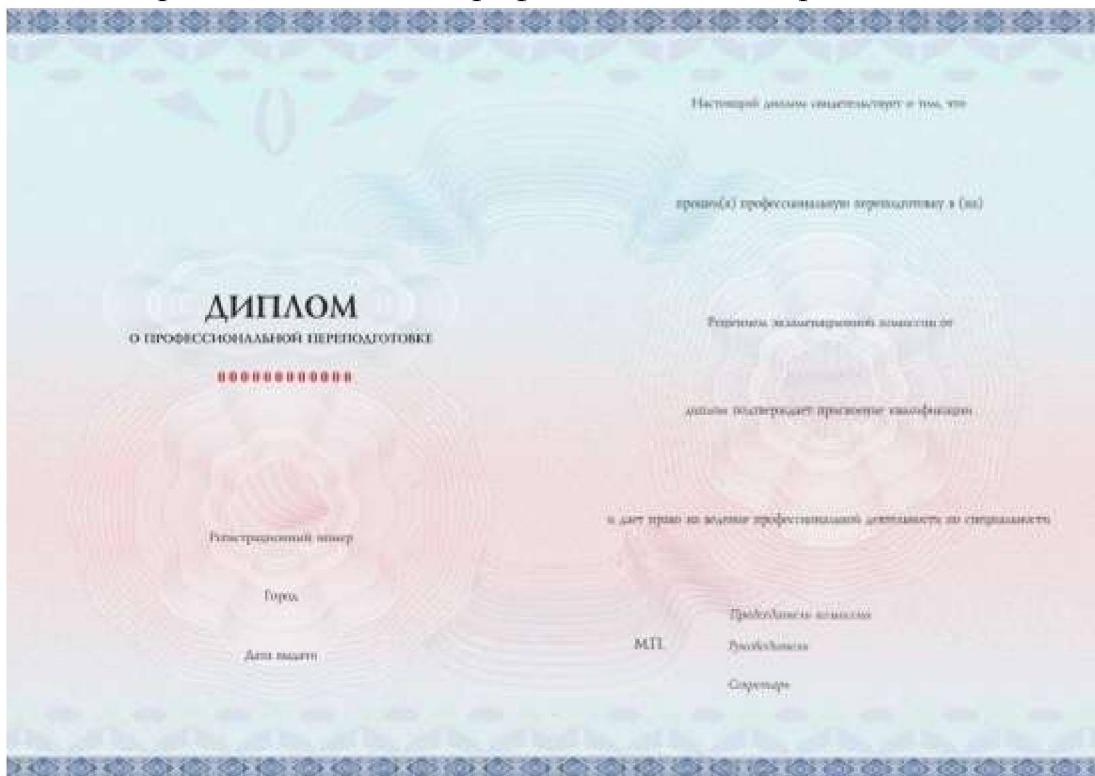 ДИПЛОМ
О ПРОФЕССИОНАЛЬНОЙ ПЕРЕПОДГОТОВКЕ
000000000000
Регистрационный номер
Город
Дата выдачи
Настоящий диплом свидетельствует о том, что
прошел(а) профессиональную переподготовку в (на)
Решением экзаменационной комиссии от
диплом подтверждает присвоение квалификации
и дает право на ведение профессиональной деятельности по специальности
Председатель комиссии
М.П. Руководитель
Секретарь